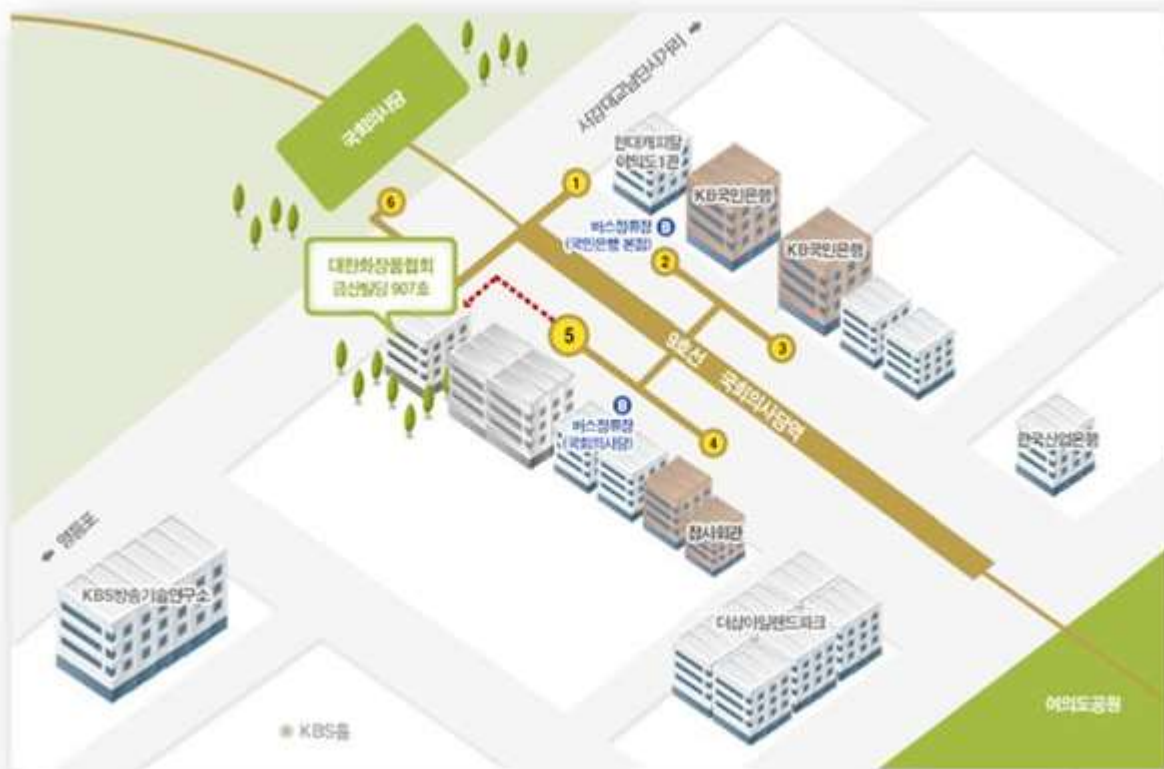 국회의사당
서강대교남단사거리
현대캐피탈
여의도1관
KB국민은행
KB국민은행
버스정류장 B
(국민은행 본점)
1
6
2
3
대한화장품협회
금산빌딩 907호
5
9호선 국회의사당역
4
B
버스정류장
(국회의사당)
한국산업은행
잠사회관
영등포
KBS방송기술연구소
더샵아일랜드파크
여의도공원
KBS홀